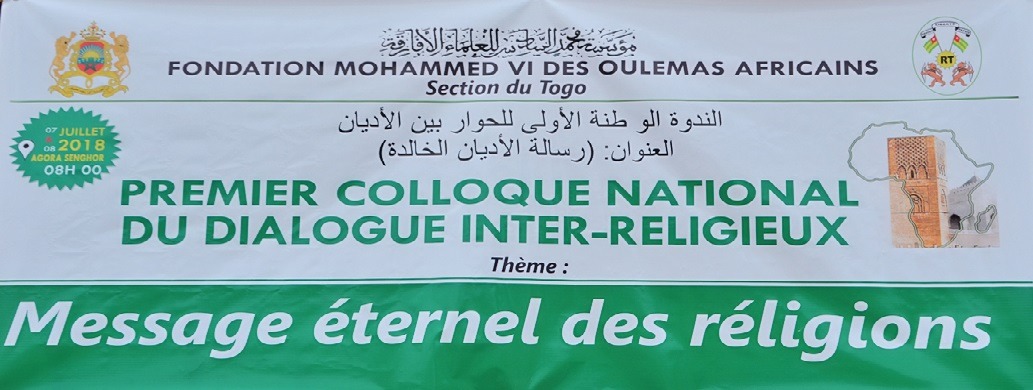 مؤسسة محمد السادس للعلماء الأفارقة
FONDATION MOHAMMED VI DES OULEMAS AFRICAINS
Section du Togo
RT
الندوة الو طنة الأولى للحوار بين الأديان
العنوان: (رسالة الأديان الخالدة)
07
JUILLET
08
2018
AGORA SENGHOR
08H 00
PREMIER COLLOQUE NATIONAL
DU DIALOGUE INTER-RELIGIEUX
Thème :
Message éternel des réligions